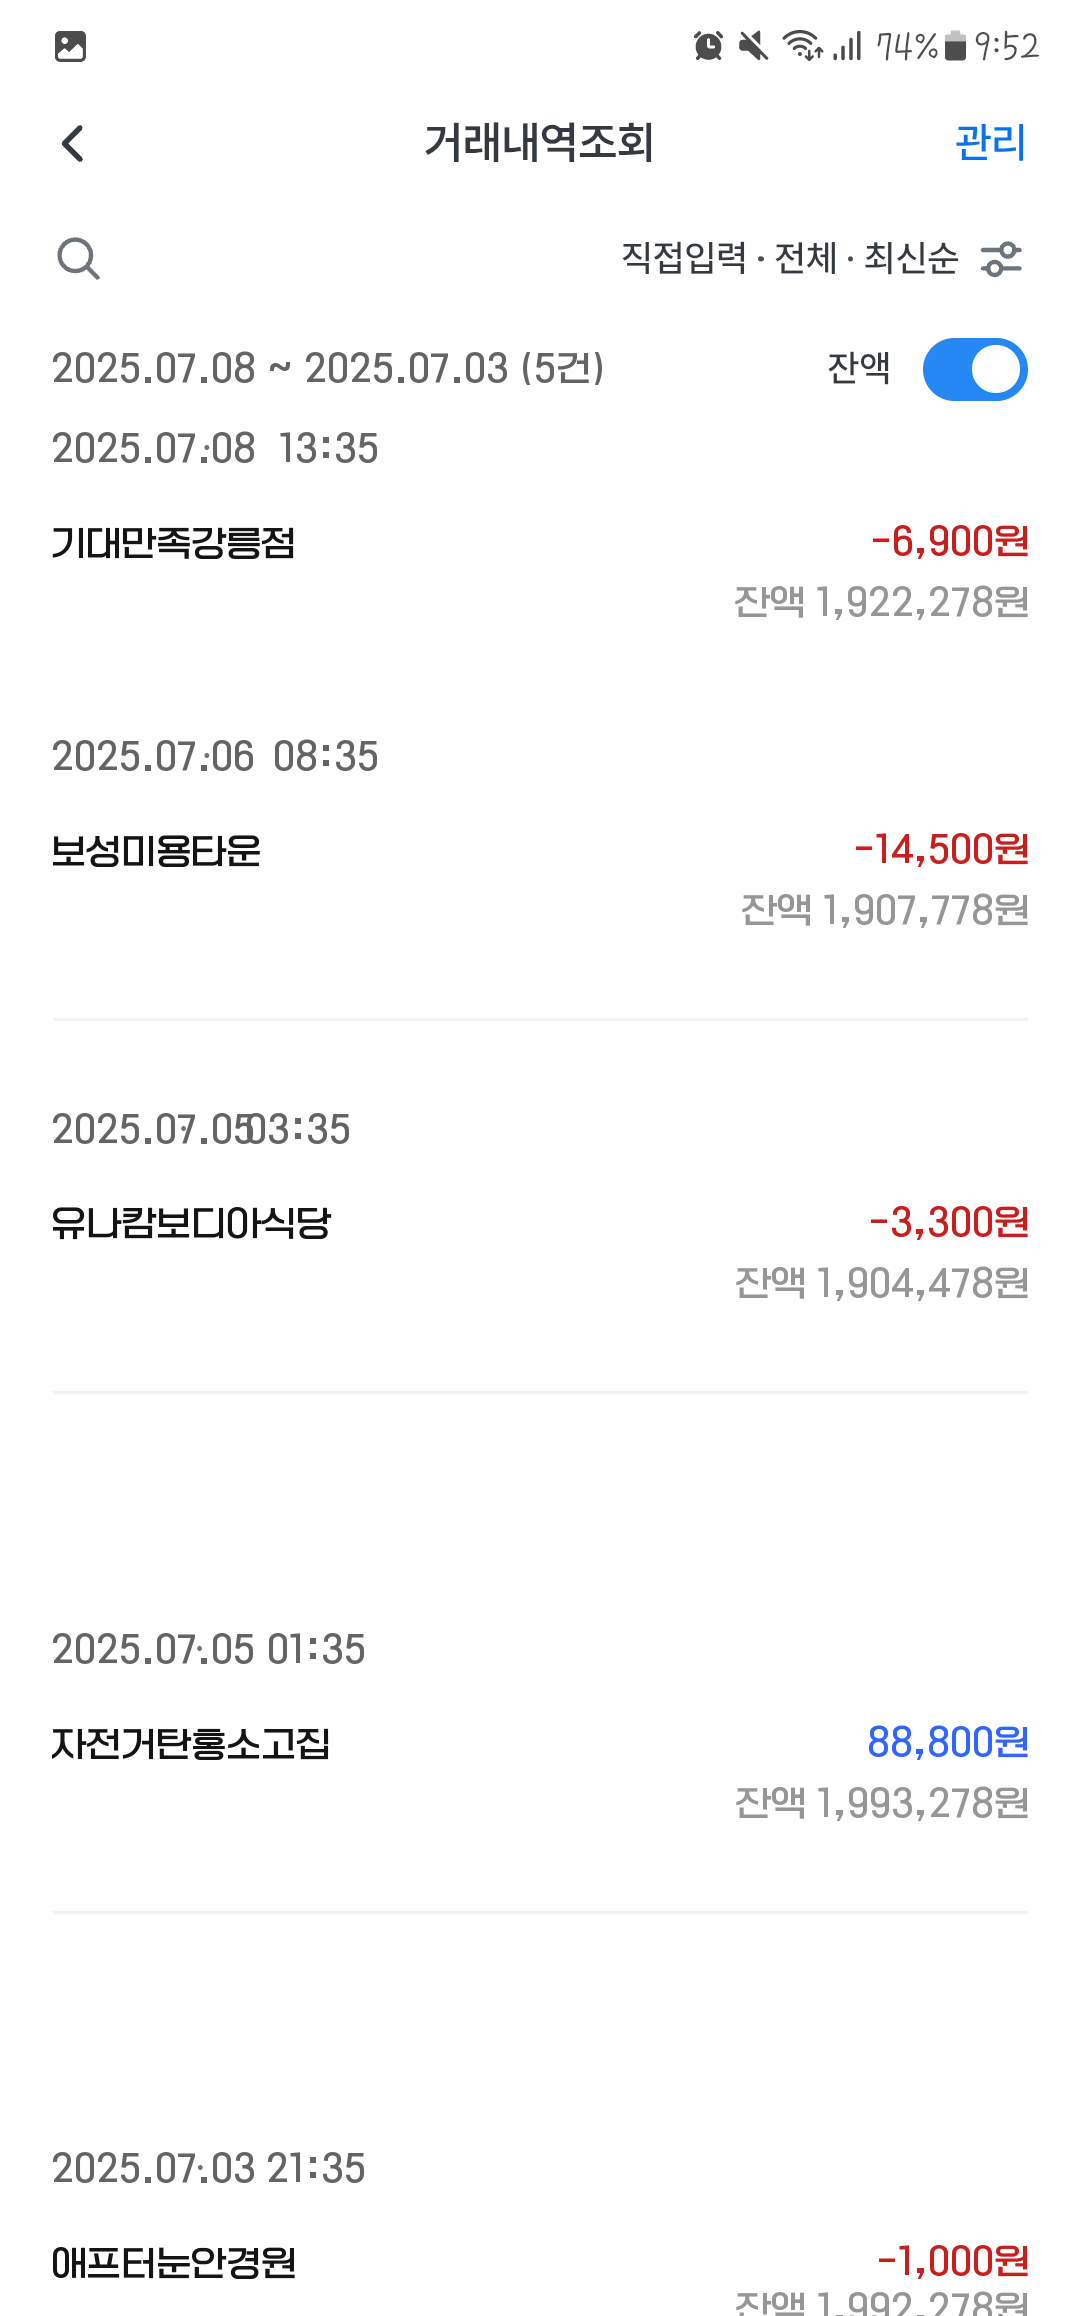 74% 9:52
거래내역조회 관리
직접입력 · 전체 · 최신순
2025.07.08 ~ 2025.07.03 (5건) 잔액
2025.07.08 13:35
기대만족강릉점 -6,900원
잔액 1,922,278원
2025.07.06 08:35
보성미용타운 -14,500원
잔액 1,907,778원
2025.07.05 03:35
유나캄보디아식당 -3,300원
잔액 1,904,478원
2025.07.05 01:35
자전거탄홍소고집 88,800원
잔액 1,993,278원
2025.07.03 21:35
애프터눈안경원 -1,000원
잔액 1,992,278원